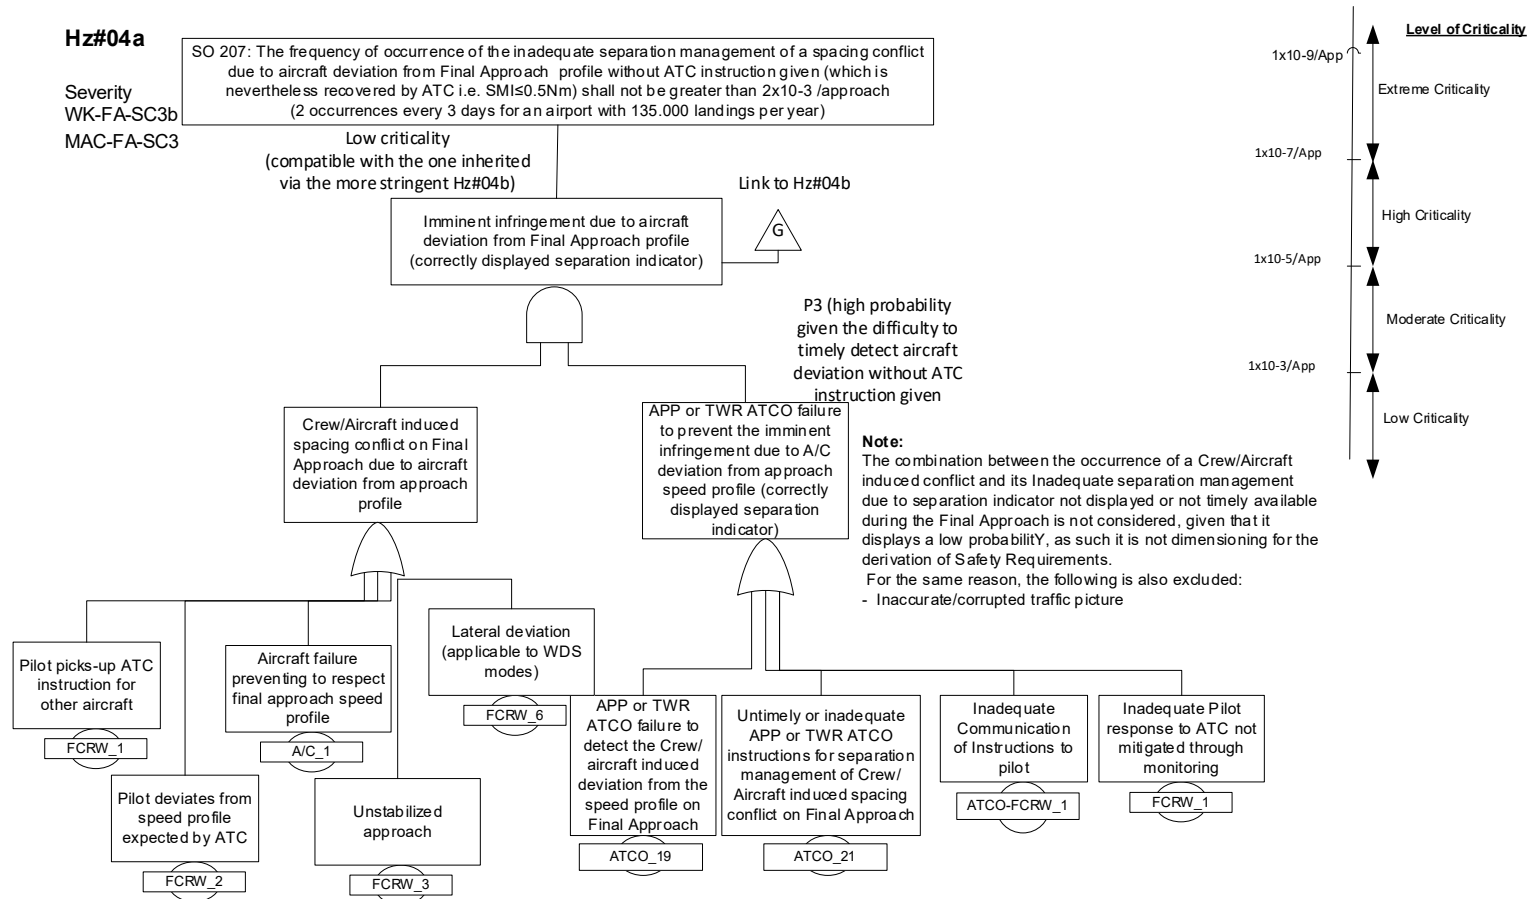 Hz#04a
Severity
WK-FA-SC3b
MAC-FA-SC3
SO 207: The frequency of occurrence of the inadequate separation management of a spacing conflict
due to aircraft deviation from Final Approach profile without ATC instruction given (which is
nevertheless recovered by ATC i.e. SMI≤0.5Nm) shall not be greater than 2x10-3 /approach
(2 occurrences every 3 days for an airport with 135.000 landings per year)
Low criticality
(compatible with the one inherited
via the more stringent Hz#04b)
Link to Hz#04b
G
Imminent infringement due to aircraft
deviation from Final Approach profile
(correctly displayed separation indicator)
P3 (high probability
given the difficulty to
timely detect aircraft
deviation without ATC
instruction given
Crew/Aircraft induced
spacing conflict on Final
Approach due to aircraft
deviation from approach
profile
APP or TWR ATCO failure
to prevent the imminent
infringement due to A/C
deviation from approach
speed profile (correctly
displayed separation
indicator)
Note:
The combination between the occurrence of a Crew/Aircraft
induced conflict and its Inadequate separation management
due to separation indicator not displayed or not timely available
during the Final Approach is not considered, given that it
displays a low probabilitY, as such it is not dimensioning for the
derivation of Safety Requirements.
For the same reason, the following is also excluded:
- Inaccurate/corrupted traffic picture
Pilot picks-up ATC
instruction for
other aircraft
FCRW_1
Pilot deviates from
speed profile
expected by ATC
FCRW_2
Aircraft failure
preventing to respect
final approach speed
profile
A/C_1
Unstabilized
approach
FCRW_3
Lateral deviation
(applicable to WDS
modes)
FCRW_6
APP or TWR
ATCO failure to
detect the Crew/
aircraft induced
deviation from the
speed profile on
Final Approach
ATCO_19
Untimely or inadequate
APP or TWR ATCO
instructions for separation
management of Crew/
Aircraft induced spacing
conflict on Final Approach
ATCO_21
Inadequate
Communication
of Instructions to
pilot
ATCO-FCRW_1
Inadequate Pilot
response to ATC not
mitigated through
monitoring
FCRW_1
Level of Criticality
1x10-9/App
Extreme Criticality
1x10-7/App
High Criticality
1x10-5/App
Moderate Criticality
1x10-3/App
Low Criticality